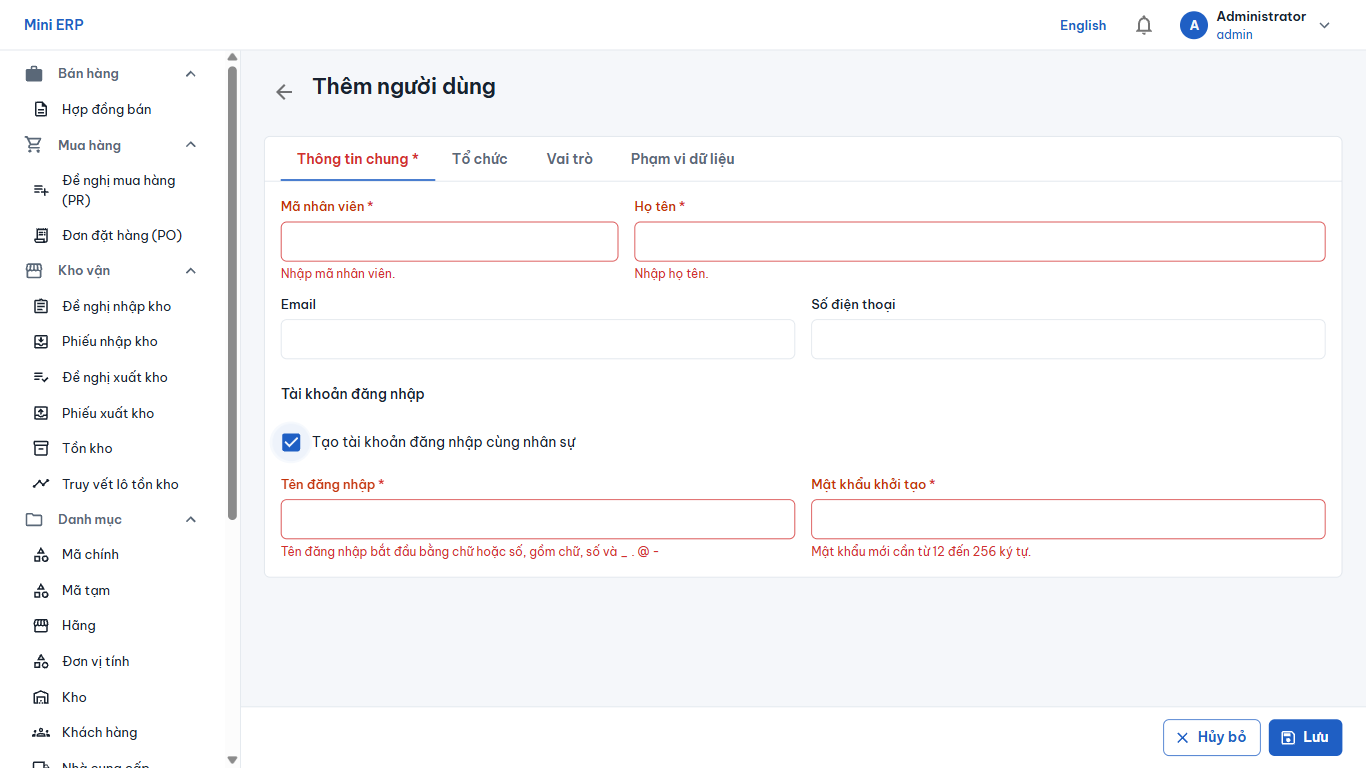 Mini ERP
English
A
Administrator
admin
Bán hàng
Hợp đồng bán
Mua hàng
Đề nghị mua hàng
(PR)
Đơn đặt hàng (PO)
Kho vận
Đề nghị nhập kho
Phiếu nhập kho
Đề nghị xuất kho
Phiếu xuất kho
Tồn kho
Truy vết lô tồn kho
Danh mục
Mã chính
Mã tạm
Hãng
Đơn vị tính
Kho
Khách hàng
Nhà cung cấp
Thêm người dùng
Thông tin chung *
Tổ chức
Vai trò
Phạm vi dữ liệu
Mã nhân viên *
Họ tên *
Nhập mã nhân viên.
Nhập họ tên.
Email
Số điện thoại
Tài khoản đăng nhập
Tạo tài khoản đăng nhập cùng nhân sự
Tên đăng nhập *
Mật khẩu khởi tạo *
Tên đăng nhập bắt đầu bằng chữ hoặc số, gồm chữ, số và _ . @ -
Mật khẩu mới cần từ 12 đến 256 ký tự.
Hủy bỏ
Lưu